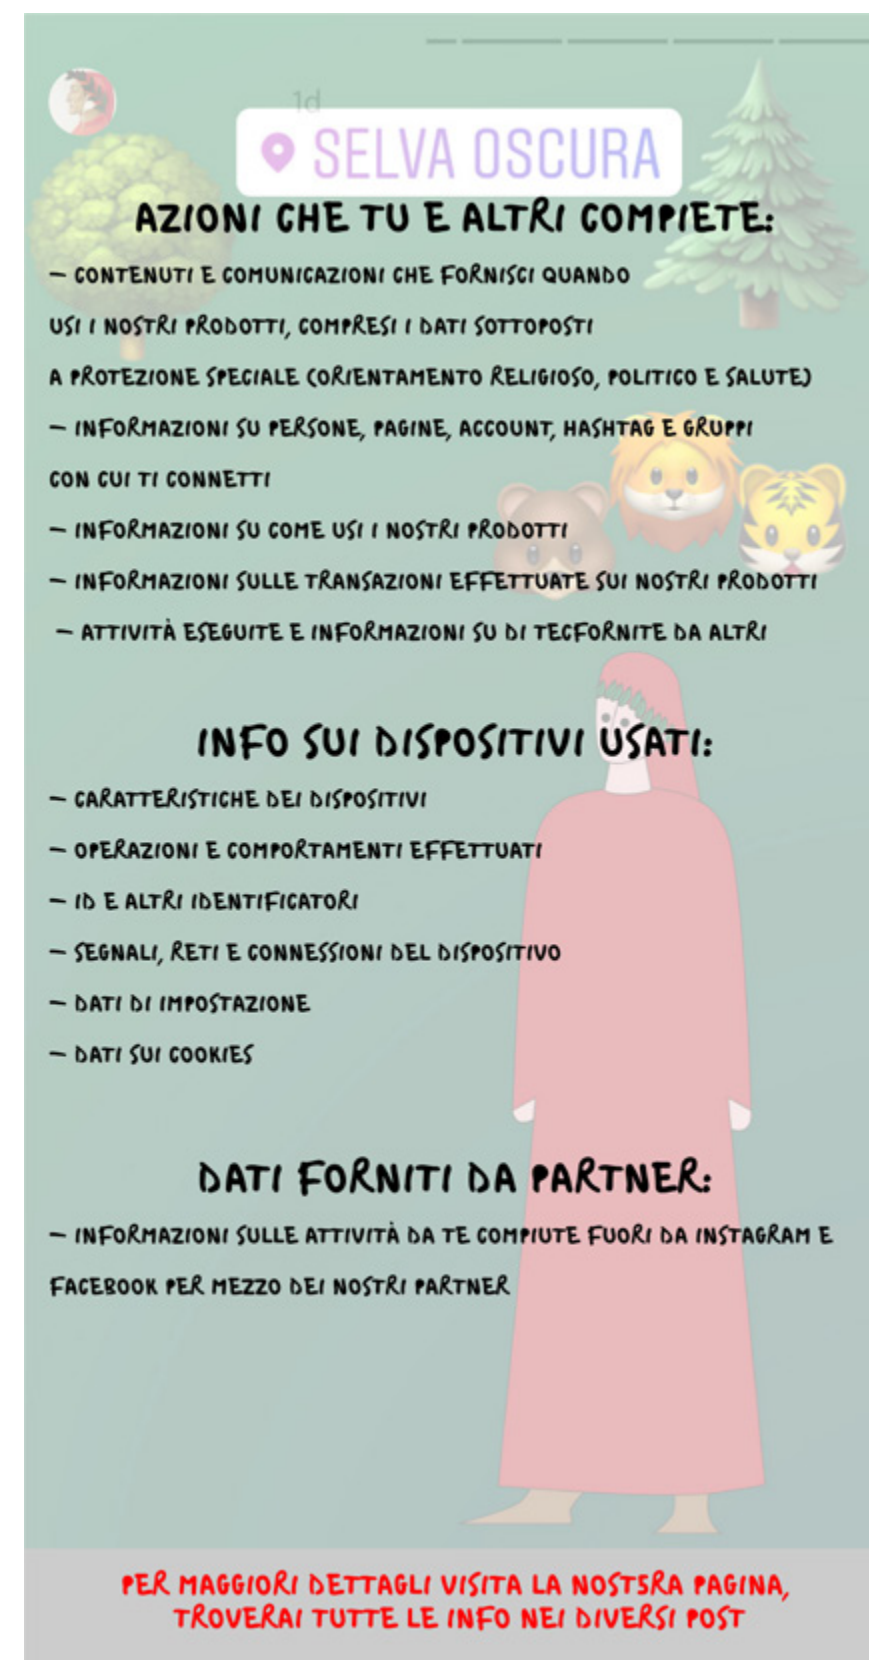 1d
SELVA OSCURA
AZIONI CHE TU E ALTRI COMPIETE:
– CONTENUTI E COMUNICAZIONI CHE FORNISCI QUANDO
USI I NOSTRI PRODOTTI, COMPRESI I DATI SOTTOPOSTI
A PROTEZIONE SPECIALE (ORIENTAMENTO RELIGIOSO, POLITICO E SALUTE)
– INFORMAZIONI SU PERSONE, PAGINE, ACCOUNT, HASHTAG E GRUPPI
CON CUI TI CONNETTI
– INFORMAZIONI SU COME USI I NOSTRI PRODOTTI
– INFORMAZIONI SULLE TRANSAZIONI EFFETTUATE SUI NOSTRI PRODOTTI
– ATTIVITÀ ESEGUITE E INFORMAZIONI SU DI TECFORNITE DA ALTRI
INFO SUI DISPOSITIVI USATI:
– CARATTERISTICHE DEI DISPOSITIVI
– OPERAZIONI E COMPORTAMENTI EFFETTUATI
– ID E ALTRI IDENTIFICATORI
– SEGNALI, RETI E CONNESSIONI DEL DISPOSITIVO
– DATI DI IMPOSTAZIONE
– DATI SUI COOKIES
DATI FORNITI DA PARTNER:
– INFORMAZIONI SULLE ATTIVITÀ DA TE COMPIUTE FUORI DA INSTAGRAM E
FACEBOOK PER MEZZO DEI NOSTRI PARTNER
PER MAGGIORI DETTAGLI VISITA LA NOST5RA PAGINA,
TROVERAI TUTTE LE INFO NEI DIVERSI POST